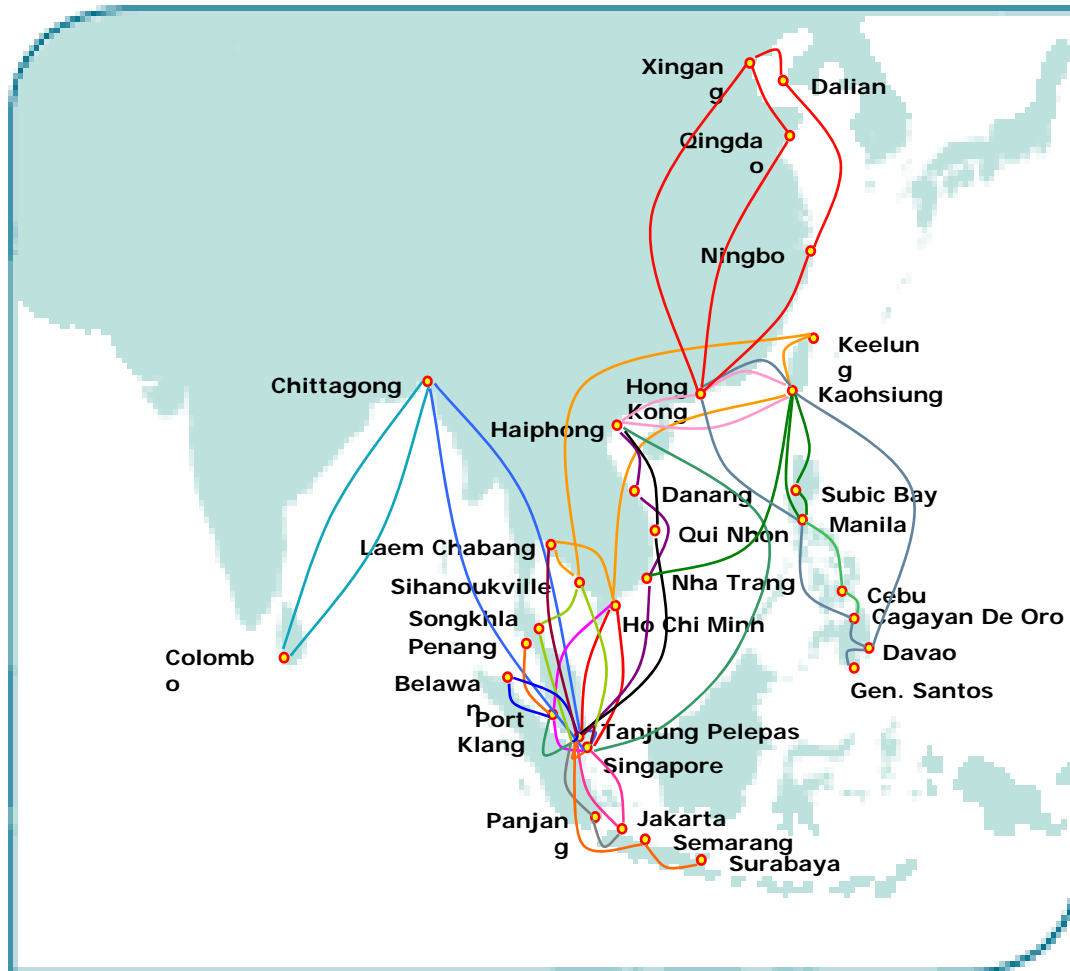 Xingan
g
Dalian
Qingda
o
Ningbo
Keelun
g
Chittagong
Hong
Kong
Kaohsiung
Haiphong
Danang
Subic Bay
Manila
Qui Nhon
Laem Chabang
Sihanoukville
Nha Trang
Cebu
Songkhla
Ho Chi Minh
Cagayan De Oro
Penang
Colomb
o
Davao
Belawa
n
Gen. Santos
Port
Klang
Tanjung Pelepas
Singapore
Panjan
g
Jakarta
Semarang
Surabaya